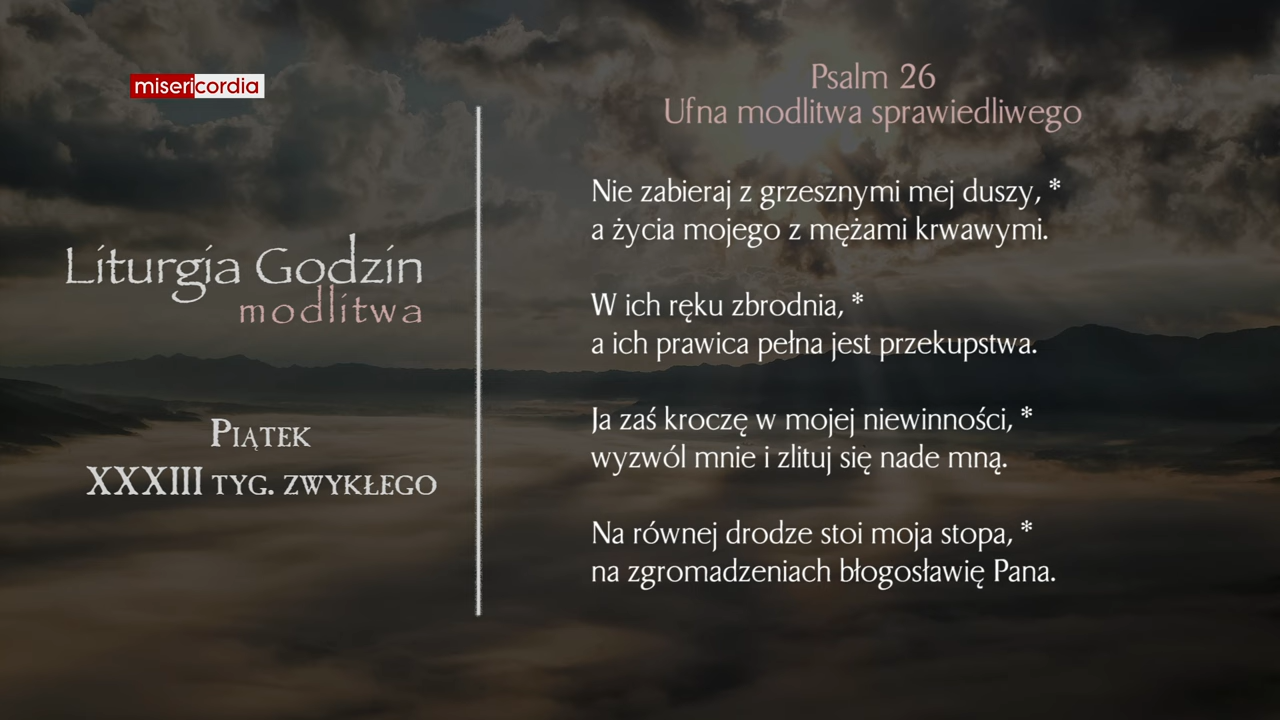 misericordia
Liturgia Godzin
modlitwa
Piątek
XXXIII tyg. zwykłego
Psalm 26
Ufna modlitwa sprawiedliwego
Nie zabieraj z grzesznymi mej duszy, *
a życia mojego z mężami krwawymi.
W ich ręku zbrodnia, *
a ich prawica pełna jest przekupstwa.
Ja zaś kroczę w mojej niewinności, *
wyzwól mnie i zlituj się nade mną.
Na równej drodze stoi moja stopa, *
na zgromadzeniach błogosławię Pana.